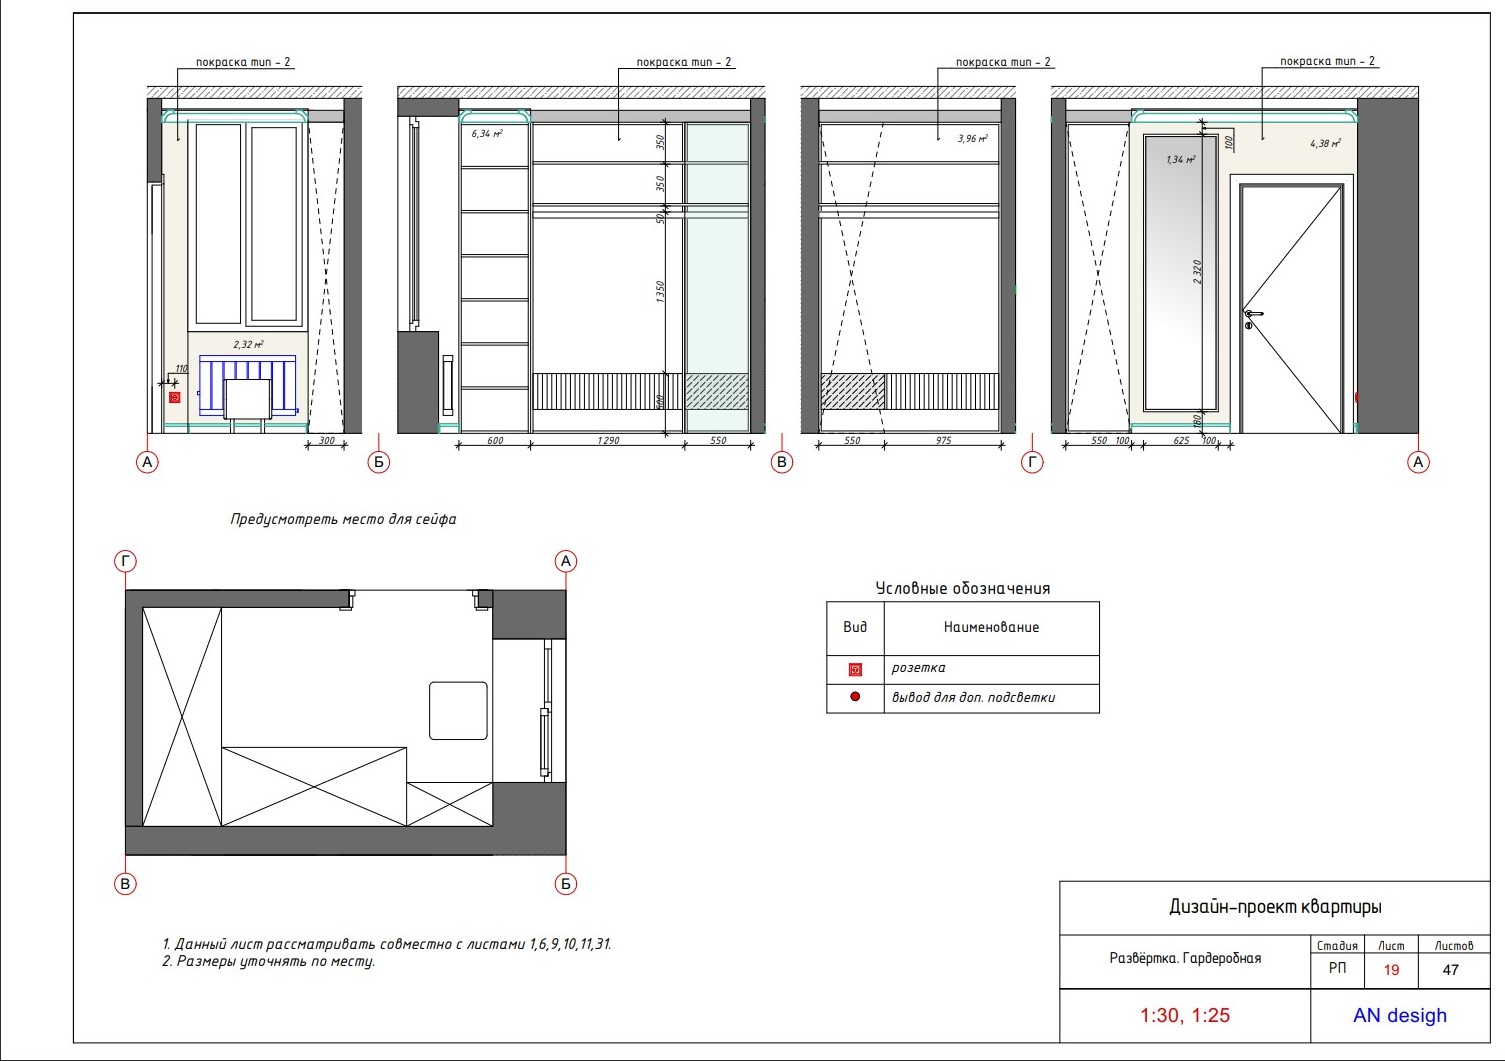 покраска тип - 2
покраска тип - 2
покраска тип - 2
покраска тип - 2
6,34 м²
350
3,96 м²
100
4,38 м²
1,34 м²
350
50
2 320
1 350
2,32 м²
110
600
180
300
600
1 290
550
550
975
550
100
625
100
А
Б
В
Г
А
Предусмотреть место для сейфа
Г
А
Условные обозначения
Вид
Наименование
розетка
вывод для доп. подсветки
В
Б
Дизайн-проект квартиры
1. Данный лист рассматривать совместно с листами 1,6,9,10,11,31.
2. Размеры уточнять по месту.
Развёртка. Гардеробная
Стадия
Лист
Листов
РП
19
47
1:30, 1:25
AN desigh